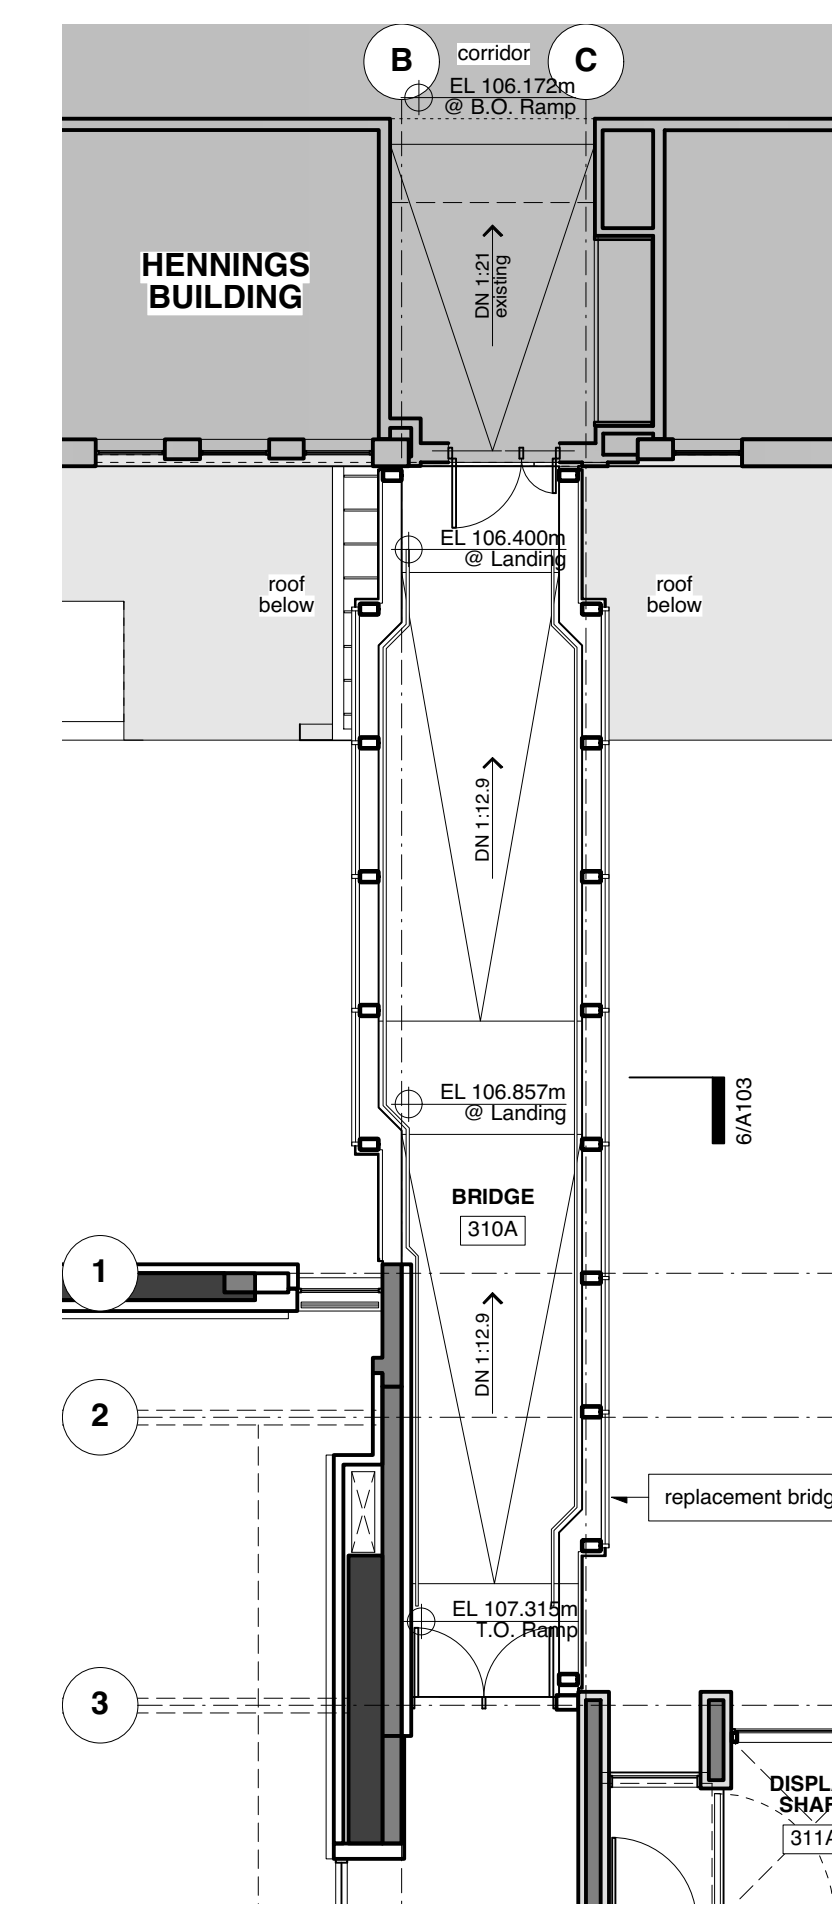 B
corridor
C
EL 106.172m
@ B.O. Ramp
HENNINGS
BUILDING
DN 1:21
existing
EL 106.400m
@ Landing
roof
below
roof
below
DN 1:12.9
EL 106.857m
@ Landing
6/A103
BRIDGE
310A
1
DN 1:12.9
2
replacement bridg
EL 107.315m
T.O. Ramp
3
DISPL
SHAF
311A